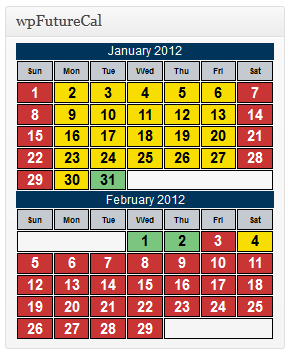 wpFutureCal
January 2012
Sun Mon Tue Wed Thu Fri Sat
1 2 3 4 5 6 7
8 9 10 11 12 13 14
15 16 17 18 19 20 21
22 23 24 25 26 27 28
29 30 31
February 2012
Sun Mon Tue Wed Thu Fri Sat
1 2 3 4
5 6 7 8 9 10 11
12 13 14 15 16 17 18
19 20 21 22 23 24 25
26 27 28 29